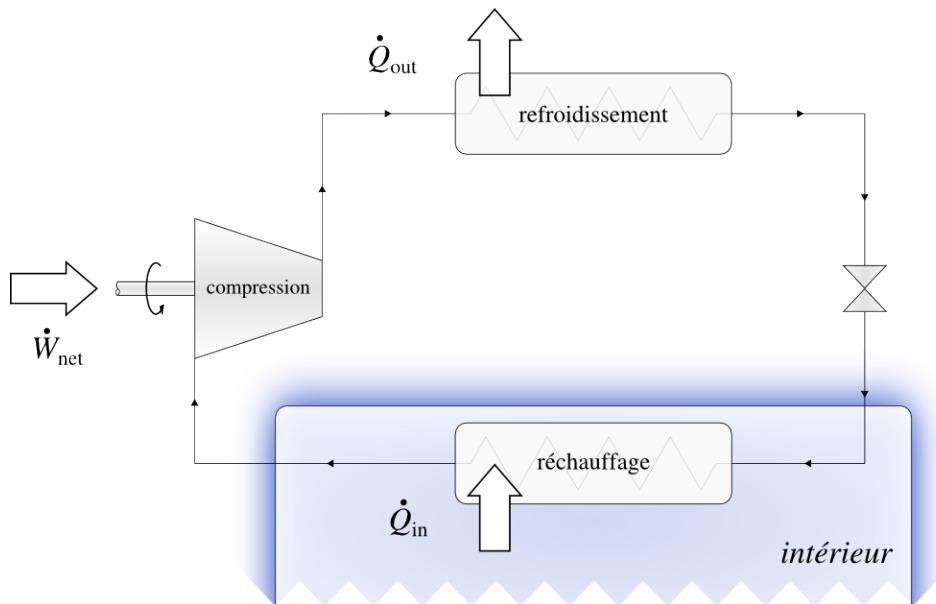 Q̇out
refroidissement
compression
Ẇnet
réchauffage
Q̇in
intérieur